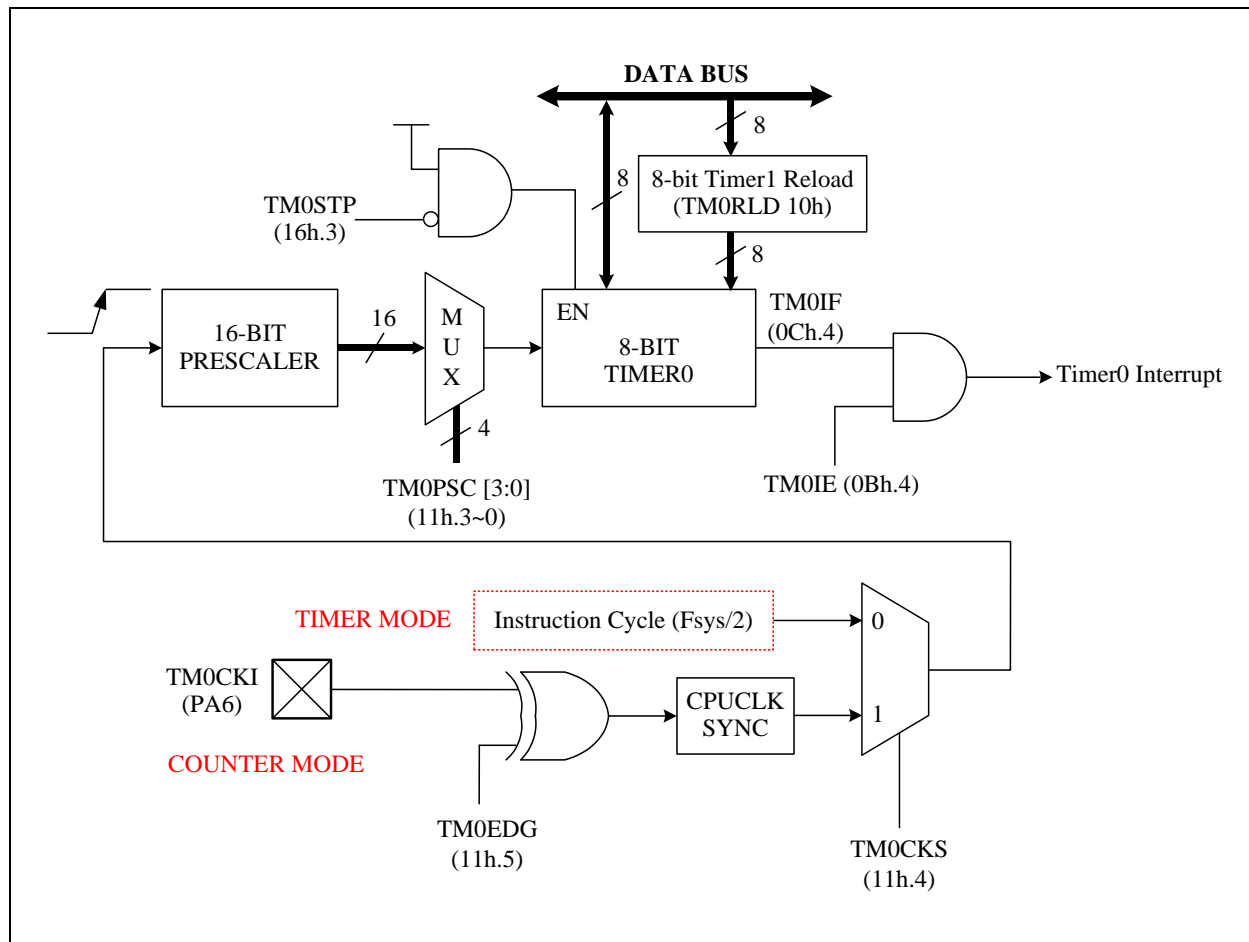 DATA BUS
8
8-bit Timer1 Reload
(TM0RLD 10h)
8
8
TM0STP
(16h.3)
16-BIT
PRESCALER
16
M
U
X
4
TM0PSC [3:0]
(11h.3~0)
EN
8-BIT
TIMER0
TM0IF
(0Ch.4)
Timer0 Interrupt
TM0IE (0Bh.4)
TIMER MODE
Instruction Cycle (Fsys/2)
0
TM0CKI
(PA6)
CPUCLK
SYNC
1
COUNTER MODE
TM0EDG
(11h.5)
TM0CKS
(11h.4)